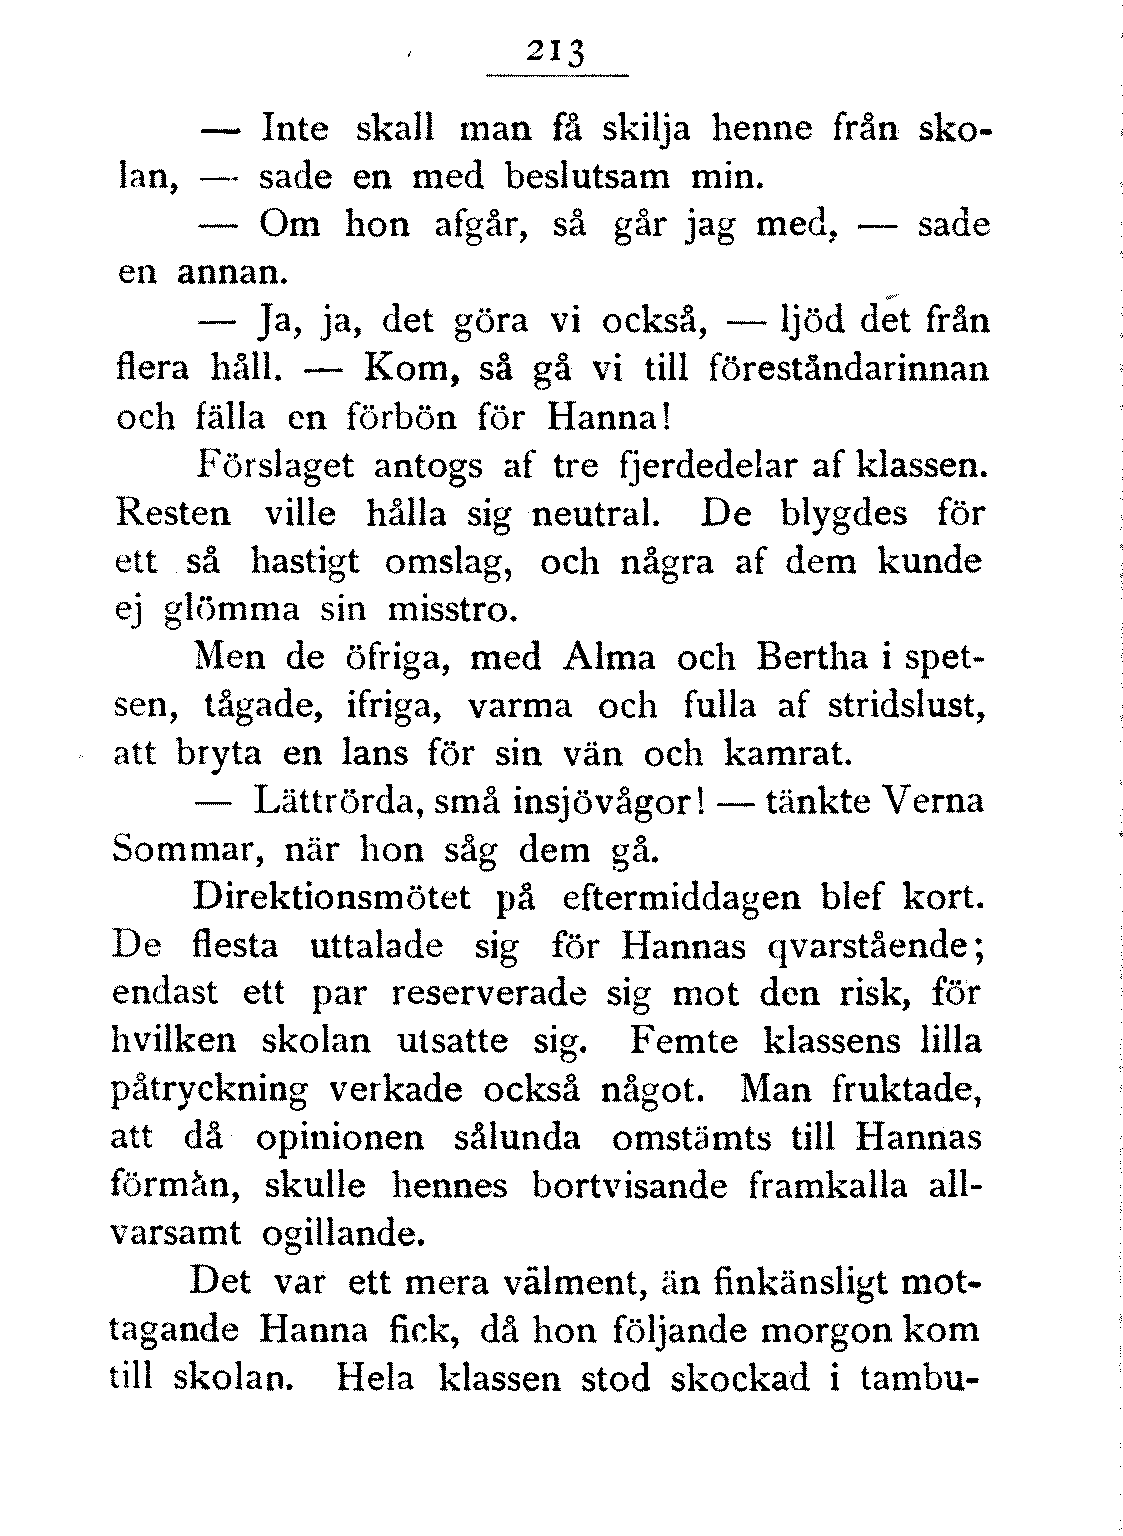 213
— Inte skall man få skilja henne från sko-
lan, — sade en med beslutsam min.
— Om hon afgår, så går jag med, — sade
en annan.
— Ja, ja, det göra vi också, — ljöd det från
flera håll. — Kom, så gå vi till föreståndarinnan
och fälla en förbön för Hanna!
Förslaget antogs af tre fjerdedelar af klassen.
Resten ville hålla sig neutral. De blygdes för
ett så hastigt omslag, och några af dem kunde
ej glömma sin misstro.
Men de öfriga, med Alma och Bertha i spet-
sen, tågade, ifriga, varma och fulla af stridslust,
att bryta en lans för sin vän och kamrat.
— Lättrörda, små insjövågor! — tänkte Verna
Sommar, när hon såg dem gå.
Direktionsmötet på eftermiddagen blef kort.
De flesta uttalade sig för Hannas qvarstående;
endast ett par reserverade sig mot den risk, för
hvilken skolan utsatte sig. Femte klassens lilla
påtryckning verkade också något. Man fruktade,
att då opinionen sålunda omstämts till Hannas
förmån, skulle hennes bortvisande framkalla all-
varsamt ogillande.
Det var ett mera välment, än finkänsligt mot-
tagande Hanna fick, då hon följande morgon kom
till skolan. Hela klassen stod skockad i tambu-